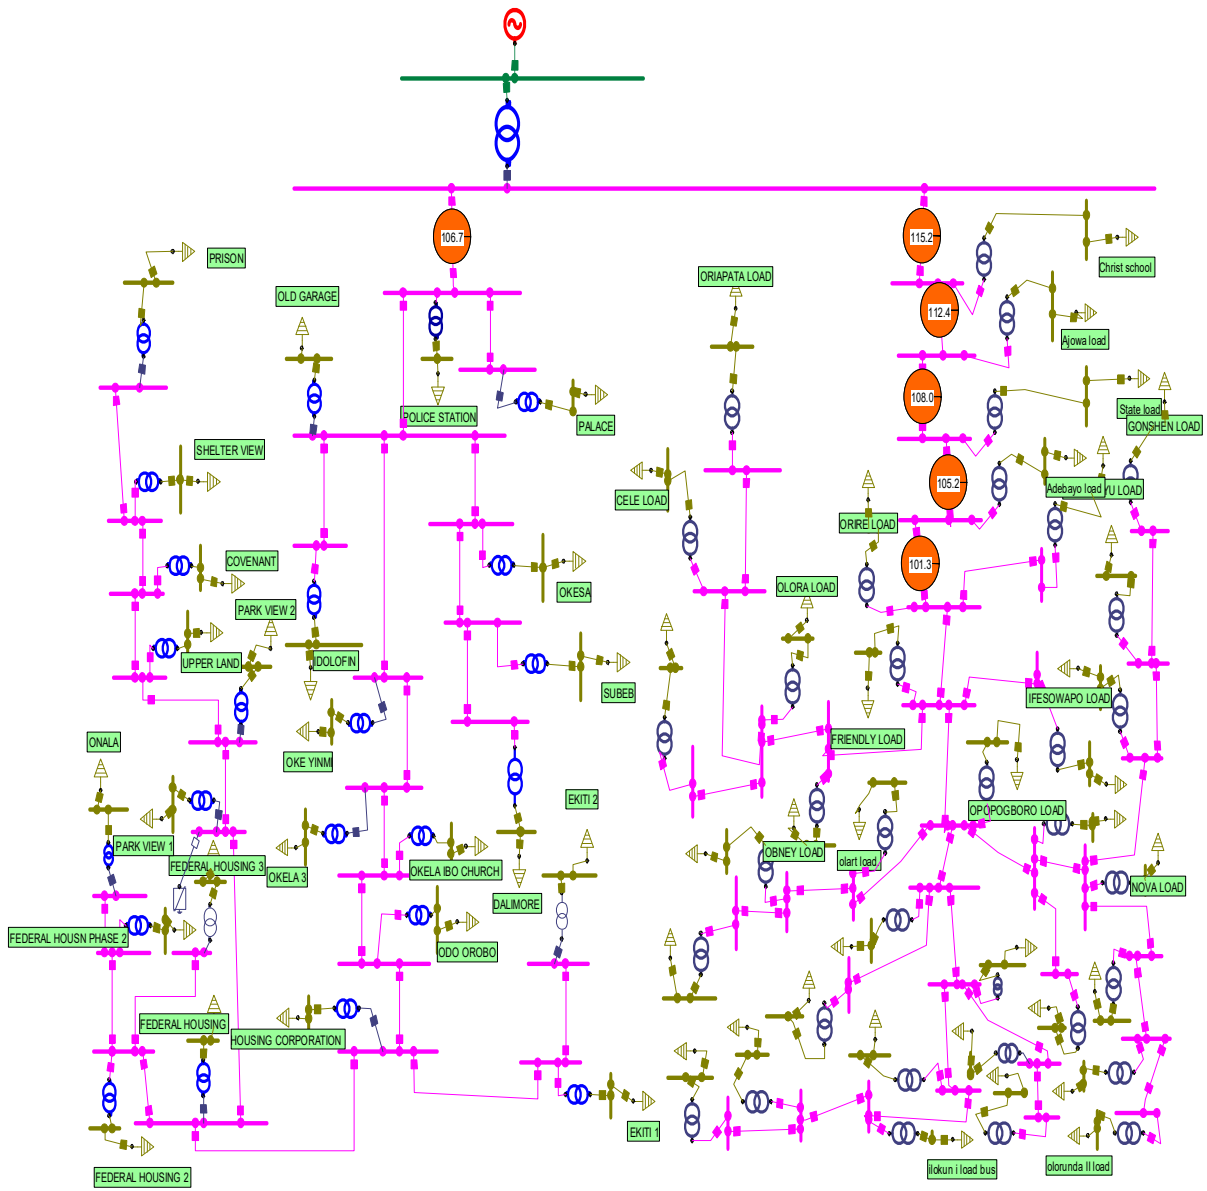 106.7
115.2
PRISON
Christ school
ORIAPATA LOAD
OLD GARAGE
112.4
Ajowa load
108.0
State load
POLICE STATION
PALACE
GONSHEN LOAD
SHELTER VIEW
105.2
CELE LOAD
Adebayo load
YU LOAD
ORIRE LOAD
COVENANT
101.3
OKESA
OLORA LOAD
PARK VIEW 2
UPPER LAND
IDOLOFIN
SUBEB
IFESOWAPO LOAD
ONALA
FRIENDLY LOAD
OKE YINMI
EKITI 2
OPOPOGBORO LOAD
PARK VIEW 1
OBNEY LOAD
olart load
FEDERAL HOUSING 3
OKELA 3
OKELA IBO CHURCH
NOVA LOAD
DALIMORE
FEDERAL HOUSN PHASE 2
ODO OROBO
FEDERAL HOUSING
HOUSING CORPORATION
EKITI 1
ilokun i load bus
olorunda II load
FEDERAL HOUSING 2